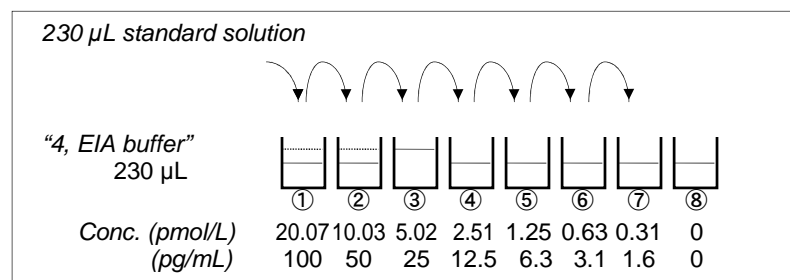 230 µL standard solution
"4, EIA buffer"
230 µL
① ② ③ ④ ⑤ ⑥ ⑦ ⑧
Conc. (pmol/L) 20.07 10.03 5.02 2.51 1.25 0.63 0.31 0
(pg/mL) 100 50 25 12.5 6.3 3.1 1.6 0